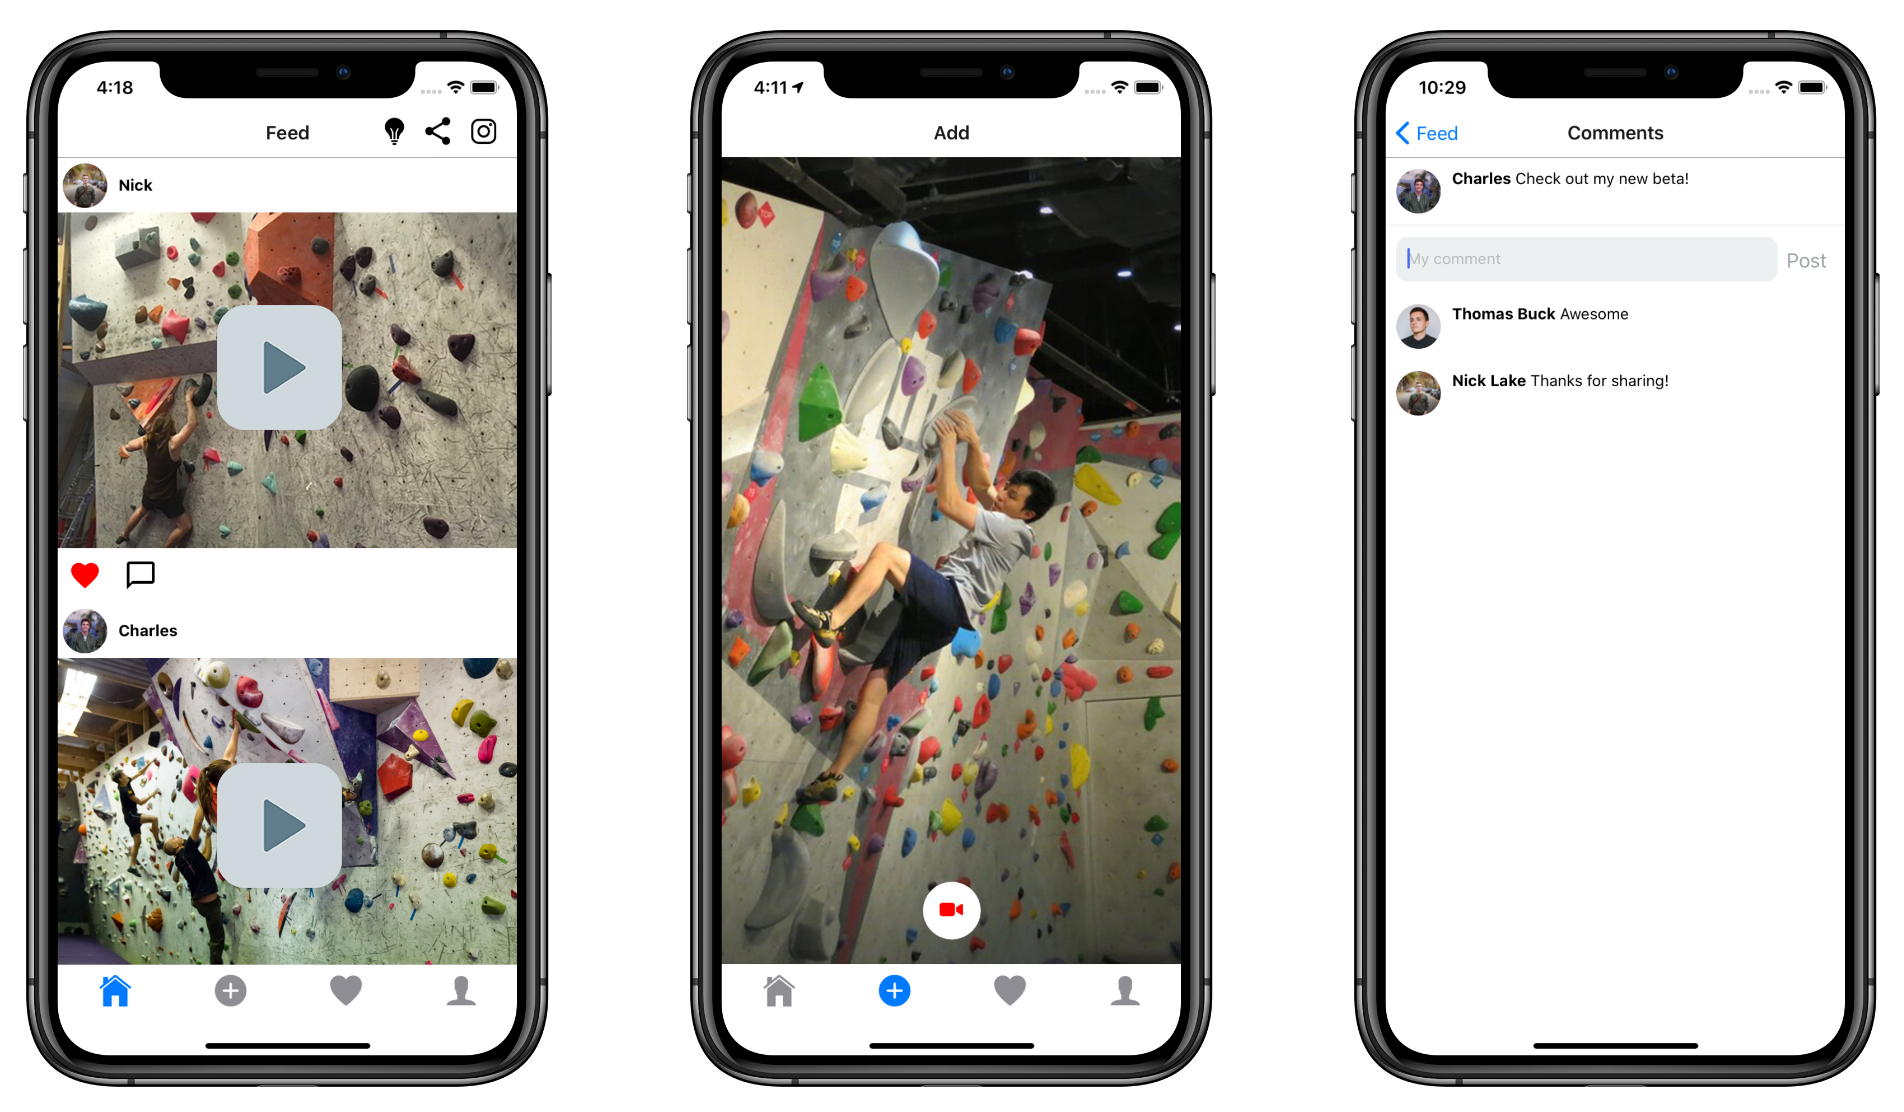 4:18
Feed
Nick
Charles
4:11
Add
TOP
10:29
Feed
Comments
Charles Check out my new beta!
My comment
Post
Thomas Buck Awesome
Nick Lake Thanks for sharing!